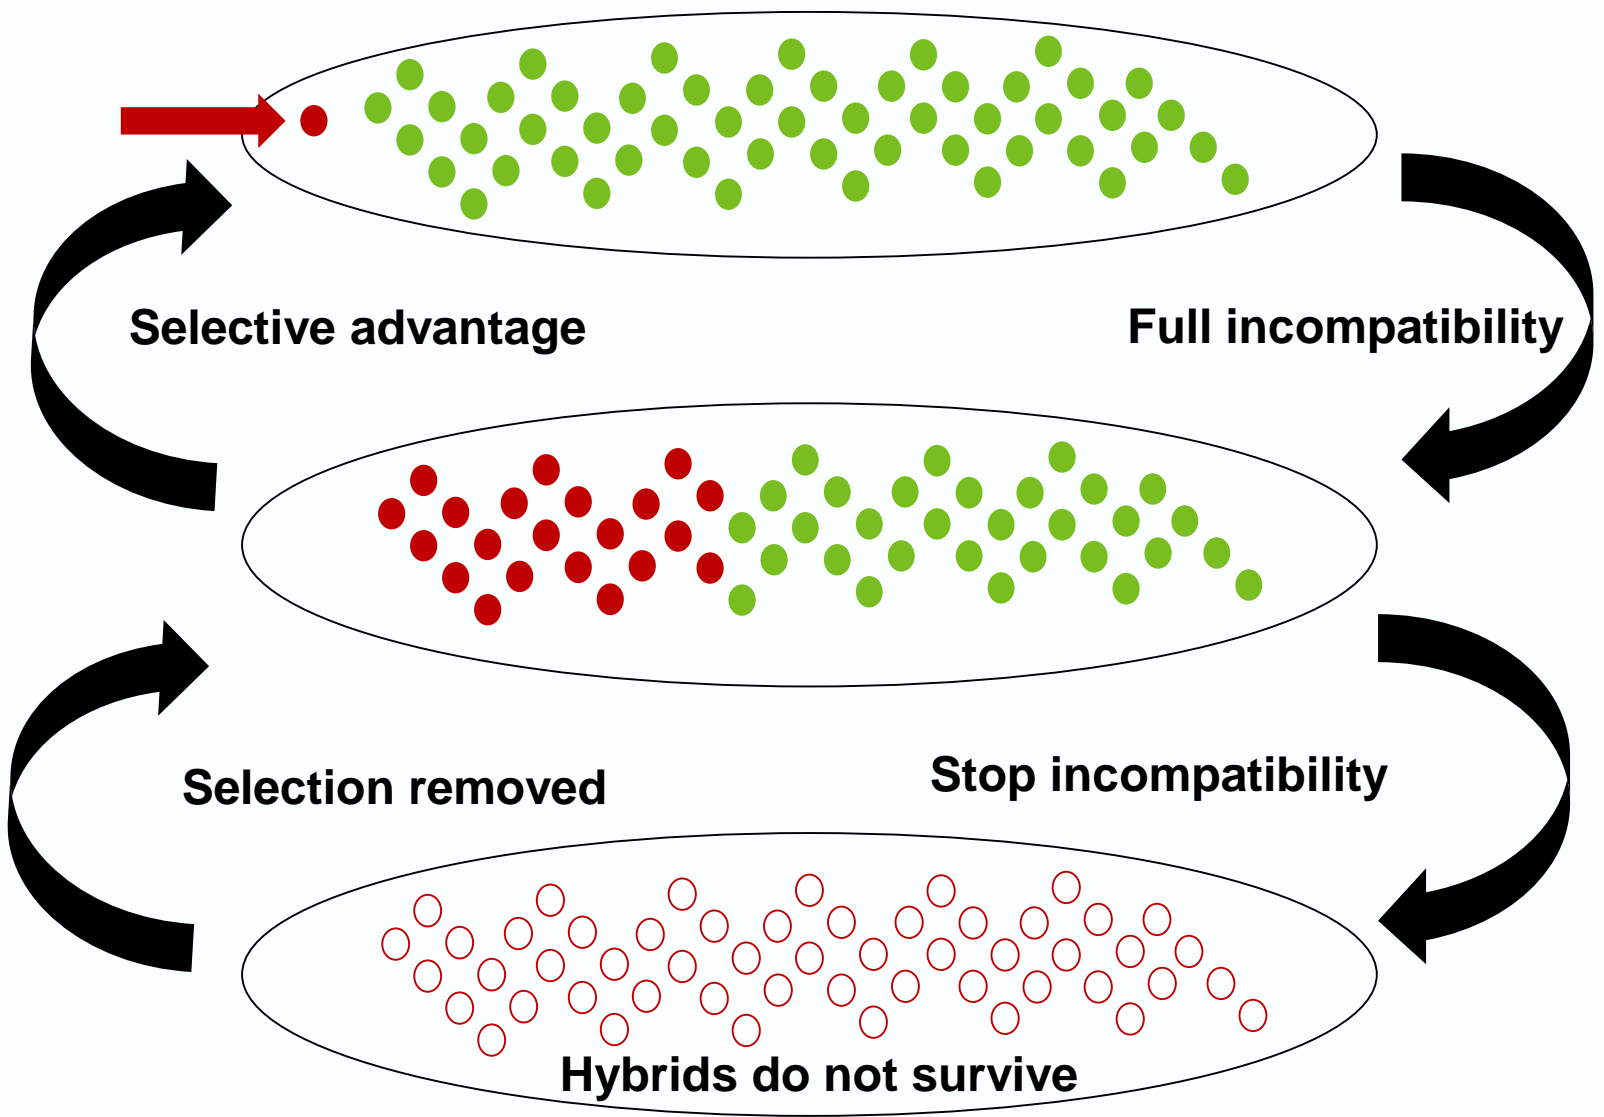 Selective advantage
Full incompatibility
Selection removed
Stop incompatibility
Hybrids do not survive